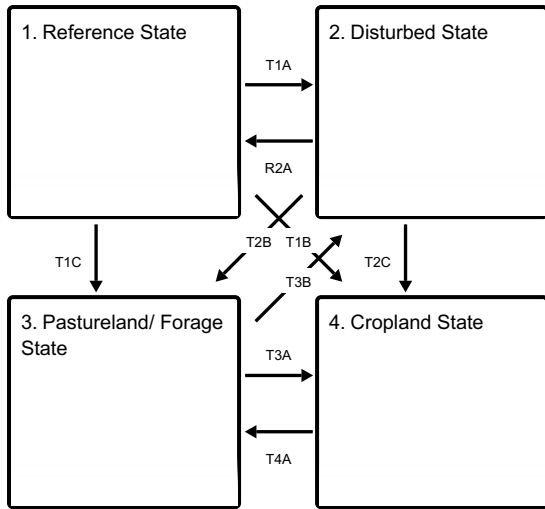 1. Reference State
2. Disturbed State
T1A
R2A
T2B
T1B
T1C
T2C
T3B
3. Pastureland/ Forage
State
4. Cropland State
T3A
T4A